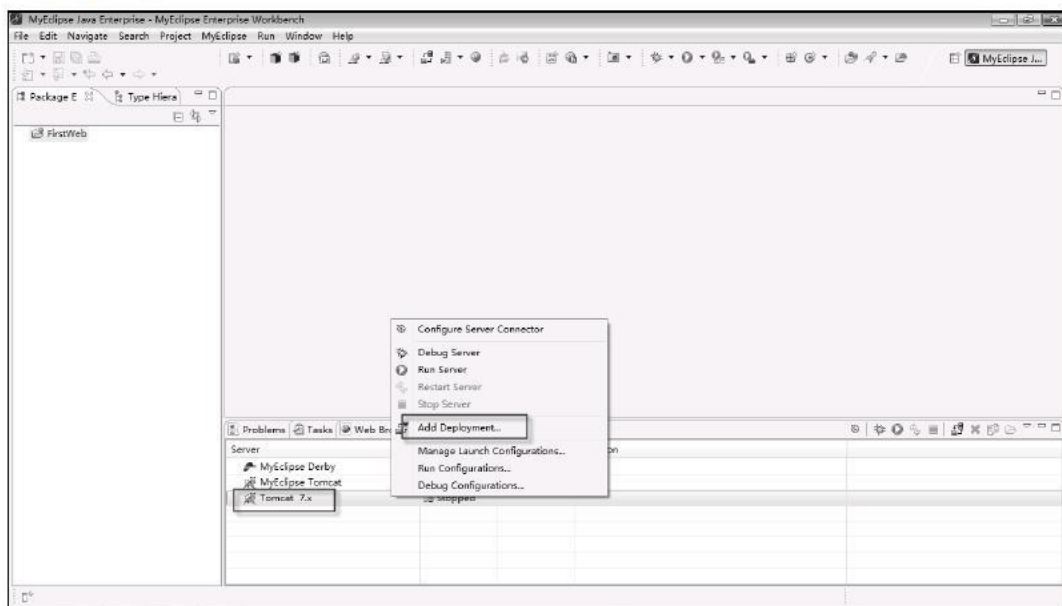 MyEclipse Java Enterprise - MyEclipse Enterprise Workbench
File Edit Navigate Search Project MyEclipse Run Window Help
MyEclipse J...
Package E Type Hiera
FirstWeb
Configure Server Connector
Debug Server
Run Server
Restart Server
Stop Server
Add Deployment...
Manage Launch Configurations...
Run Configurations...
Debug Configurations...
Problems Tasks Web Bro
Server on
MyEclipse Derby
MyEclipse Tomcat
Tomcat 7.x Stopped